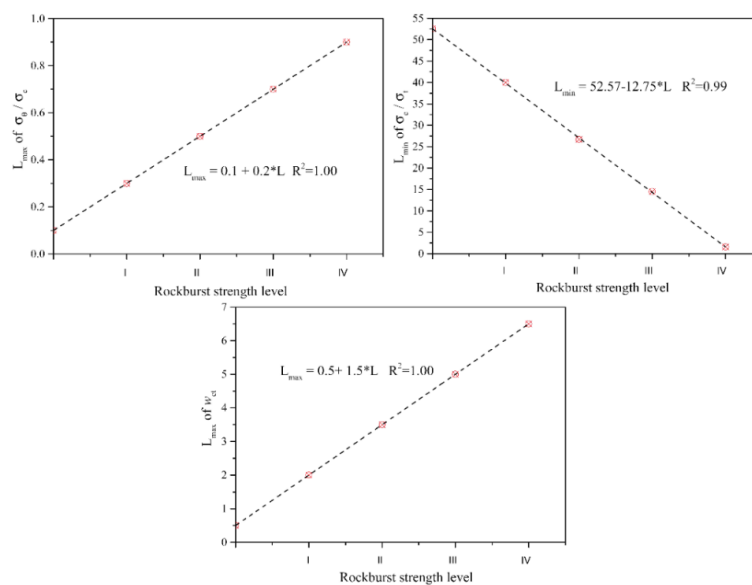 1.0
0.8
0.6
0.4
0.2
0.0
L_max of σ_θ / σ_c
L_max = 0.1 + 0.2*L R²=1.00
I II III IV
Rockburst strength level
55
50
45
40
35
30
25
20
15
10
5
0
L_min of σ_c / σ_t
L_min = 52.57-12.75*L R²=0.99
I II III IV
Rockburst strength level
7
6
5
4
3
2
1
0
L_max of w_et
L_max = 0.5+ 1.5*L R²=1.00
I II III IV
Rockburst strength level